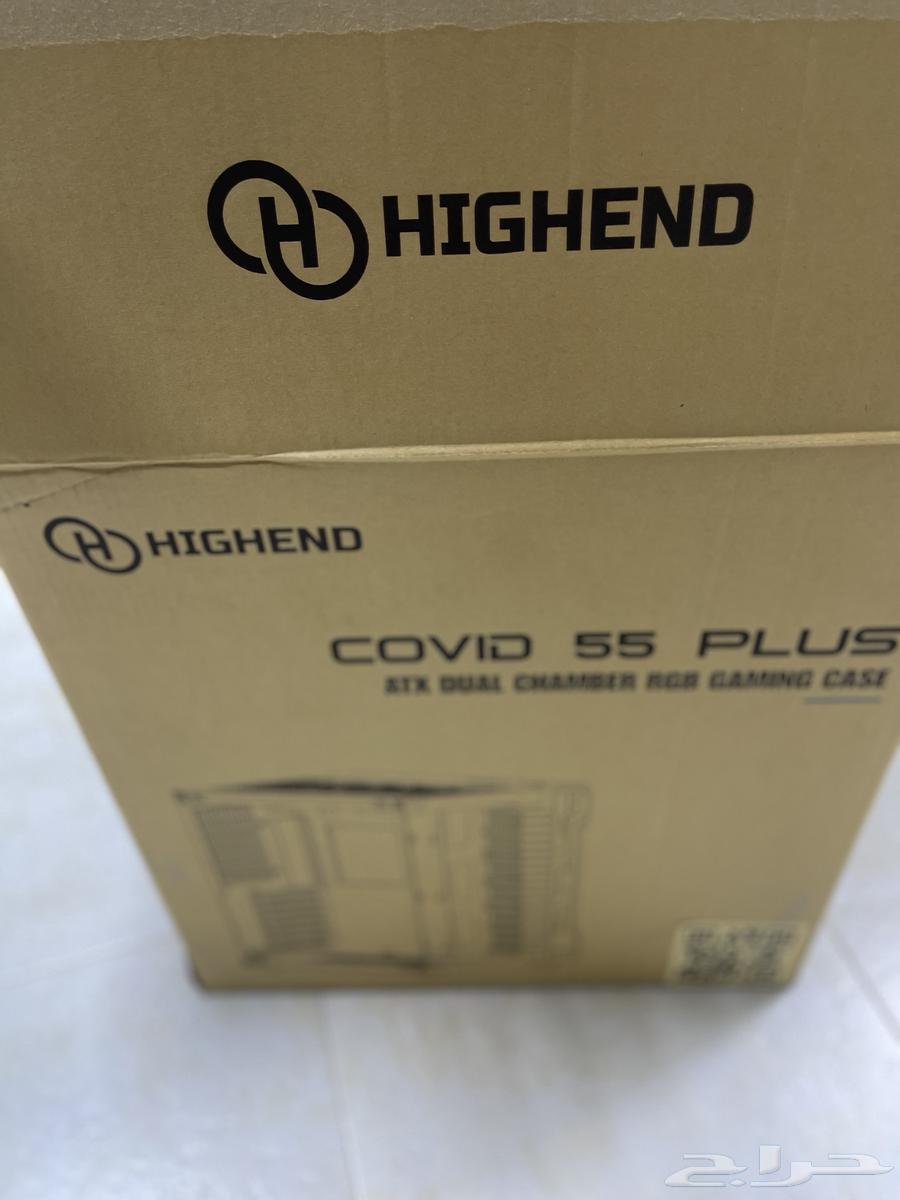 HIGHEND
HIGHEND
COVID 55 PLUS
ATX DUAL CHAMBER RGB GAMING CASE
حراج